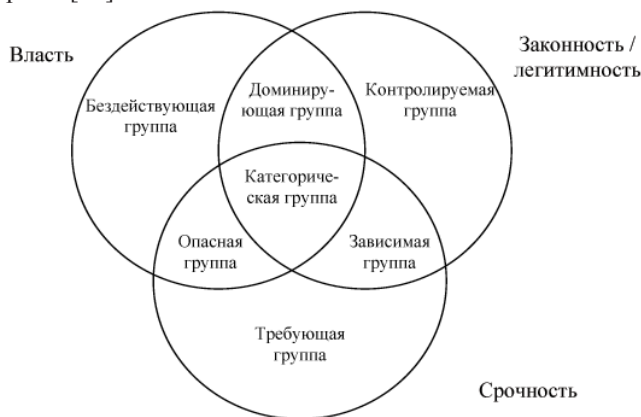 Власть
Законность /
легитимность
Бездействующая
группа
Доминиру-
ющая группа
Контролируемая
группа
Категориче-
ская группа
Опасная
группа
Зависимая
группа
Требующая
группа
Срочность